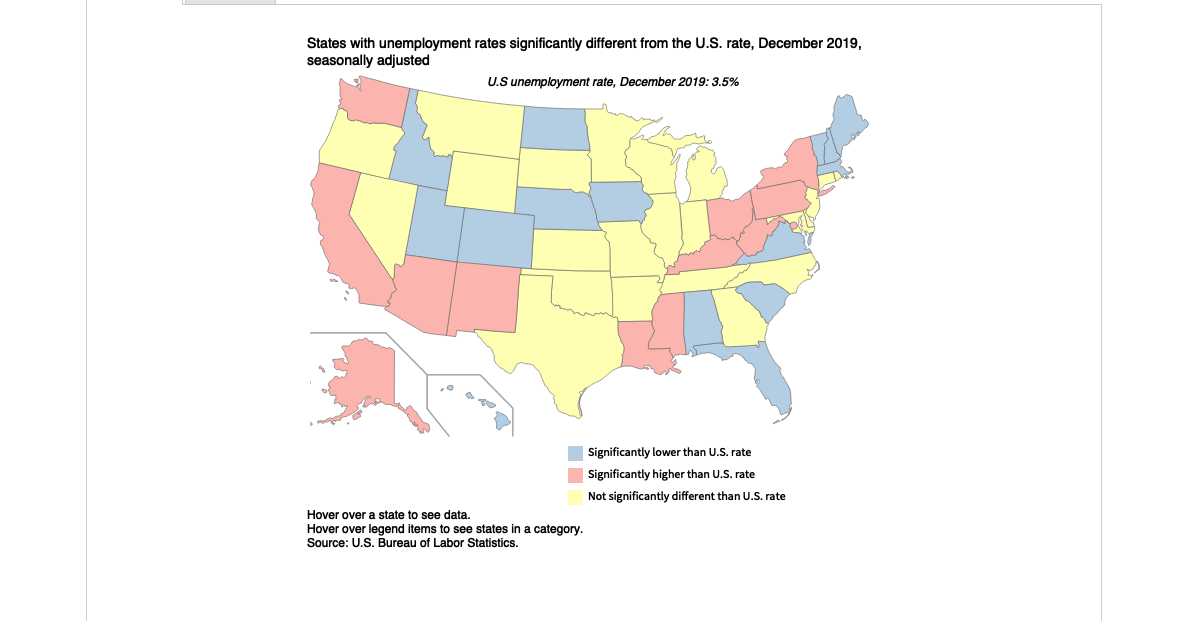 States with unemployment rates significantly different from the U.S. rate, December 2019,
seasonally adjusted
U.S unemployment rate, December 2019: 3.5%
Significantly lower than U.S. rate
Significantly higher than U.S. rate
Not significantly different than U.S. rate
Hover over a state to see data.
Hover over legend items to see states in a category.
Source: U.S. Bureau of Labor Statistics.